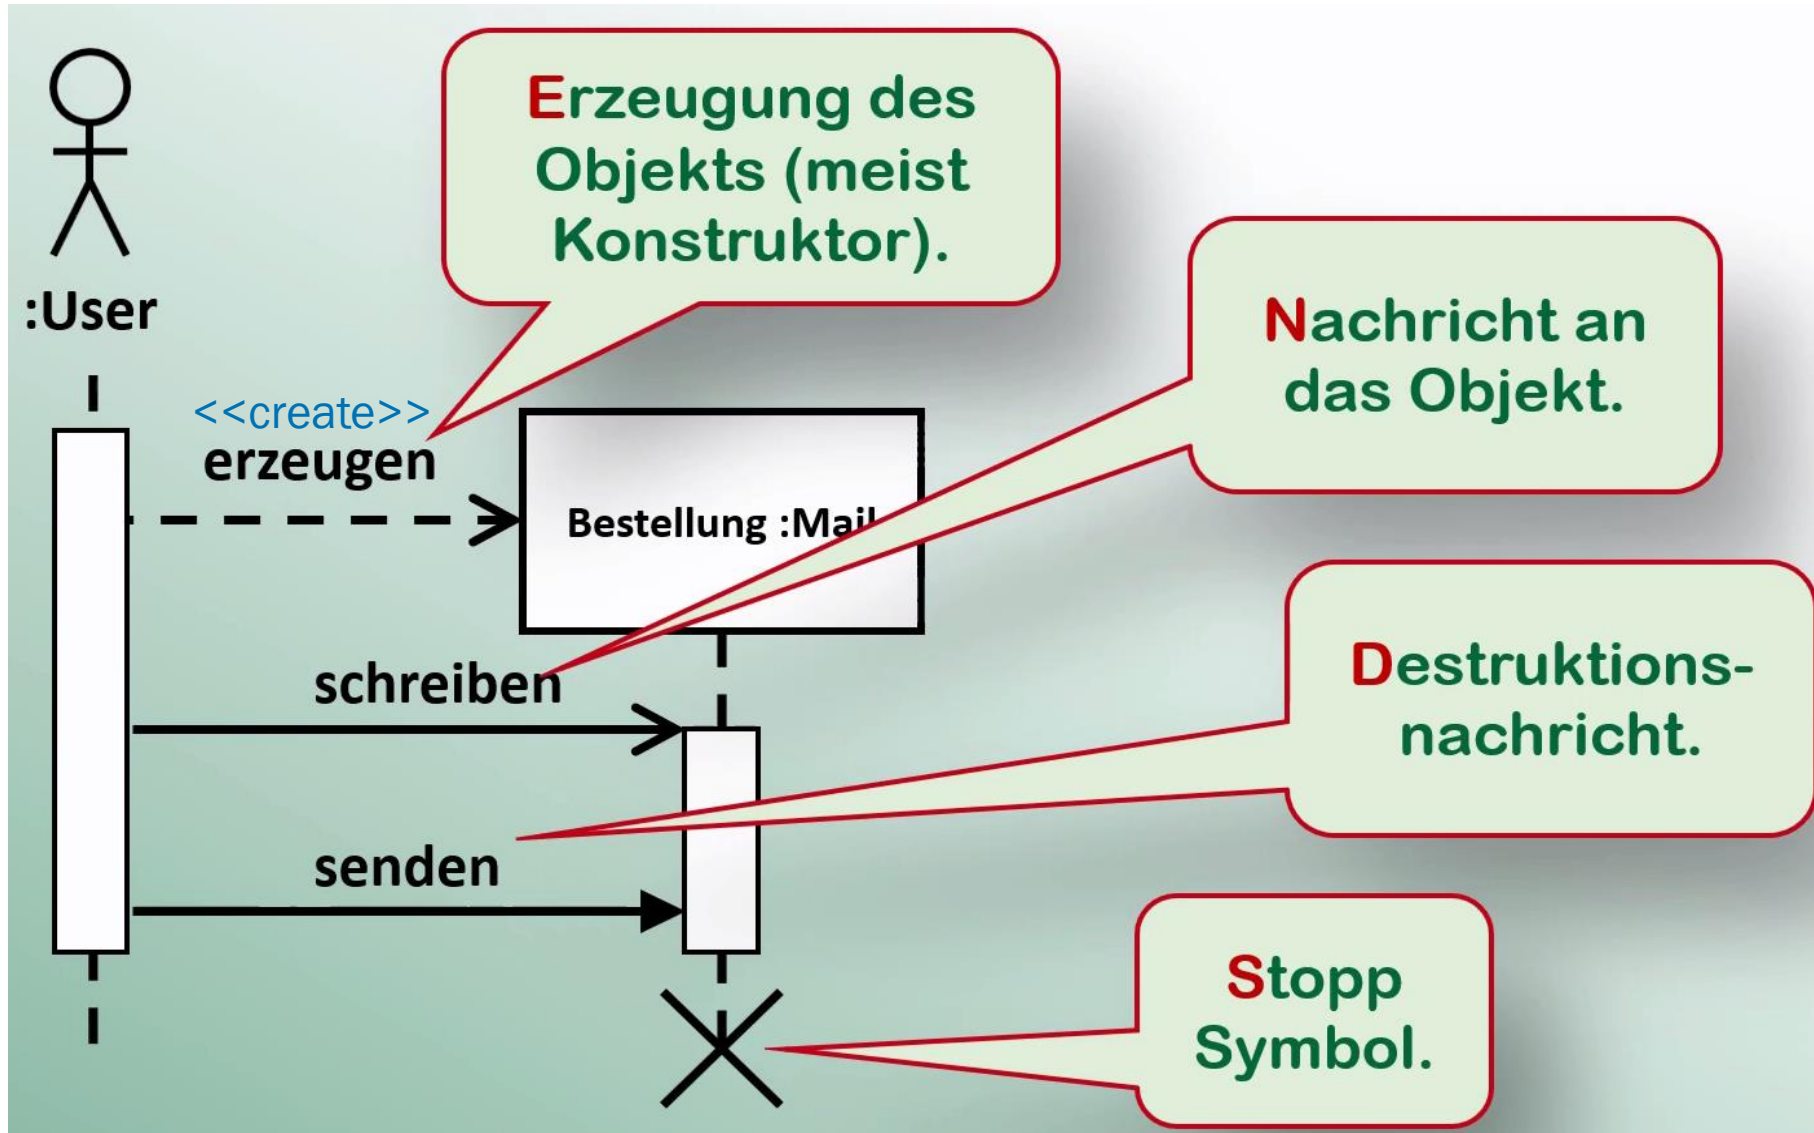 Erzeugung des
Objekts (meist
Konstruktor).
:User
Nachricht an
das Objekt.
<<create>>
erzeugen
Bestellung :Mail
schreiben
Destruktions-
nachricht.
senden
Stopp
Symbol.